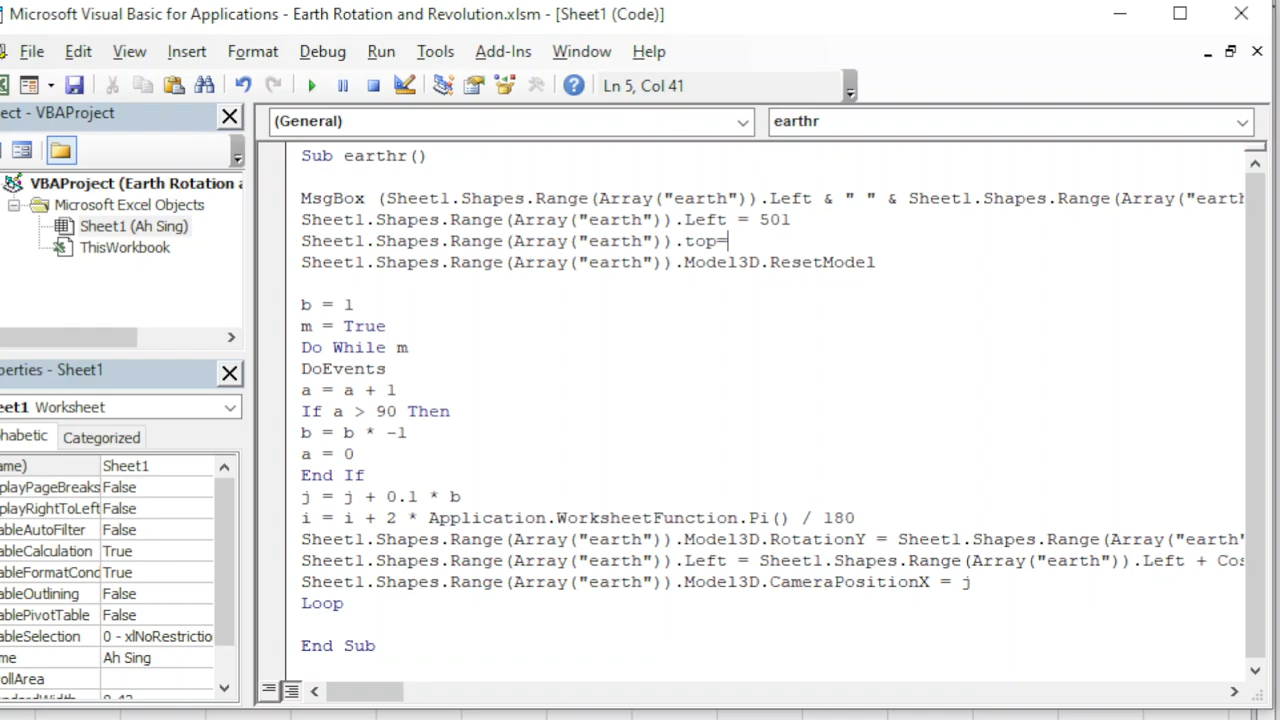 Microsoft Visual Basic for Applications - Earth Rotation and Revolution.xlsm - [Sheet1 (Code)]
File Edit View Insert Format Debug Run Tools Add-Ins Window Help
Ln 5, Col 41
ect - VBAProject
VBAProject (Earth Rotation a
Microsoft Excel Objects
Sheet1 (Ah Sing)
ThisWorkbook
perties - Sheet1
eet1 Worksheet
habetic Categorized
ame) Sheet1
playPageBreaks False
playRightToLeft False
ableAutoFilter False
ableCalculation True
ableFormatCond True
ableOutlining False
ablePivotTable False
ableSelection 0 - xlNoRestrictio
me Ah Sing
rollArea
(General) earthr
Sub earthr()
MsgBox (Sheet1.Shapes.Range(Array("earth")).Left & " " & Sheet1.Shapes.Range(Array("eart
Sheet1.Shapes.Range(Array("earth")).Left = 501
Sheet1.Shapes.Range(Array("earth")).top=
Sheet1.Shapes.Range(Array("earth")).Model3D.ResetModel
b = 1
m = True
Do While m
DoEvents
a = a + 1
If a > 90 Then
b = b * -1
a = 0
End If
j = j + 0.1 * b
i = i + 2 * Application.WorksheetFunction.Pi() / 180
Sheet1.Shapes.Range(Array("earth")).Model3D.RotationY = Sheet1.Shapes.Range(Array("earth"
Sheet1.Shapes.Range(Array("earth")).Left = Sheet1.Shapes.Range(Array("earth")).Left + Cos
Sheet1.Shapes.Range(Array("earth")).Model3D.CameraPositionX = j
Loop
End Sub